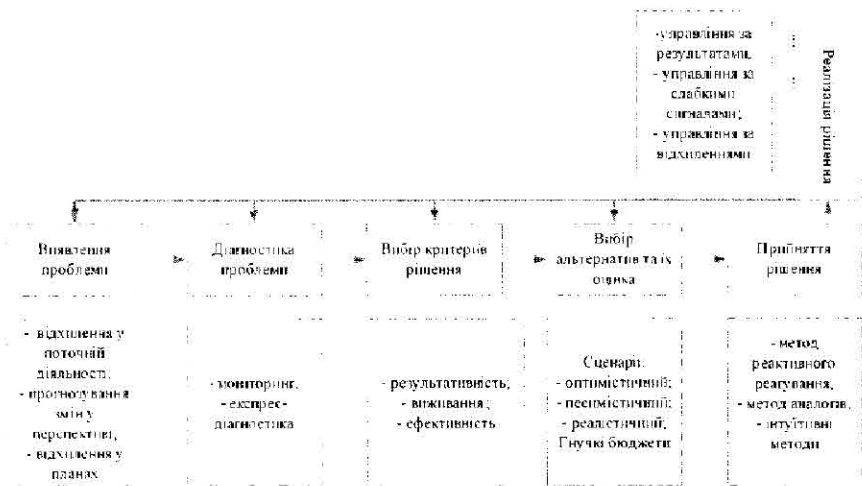 -управління за
результатами,
- управління за
слабкими
сигналами;
- управління за
відхиленнями
Реалізація рішення
Виявлення
проблеми
Діагностика
проблеми
Вибір критеріїв
рішення
Вибір
альтернатив та їх
оцінка
Прийняття
рішення
- відхилення у
поточній
діяльності;
- прогнозування
змін у
перспективі,
- відхилення у
планах
- моніторинг,
- експрес-
діагностика
- результативність;
- виживання;
- ефективність
Сценарії.
- оптимістичний;
- песимістичний;
- реалістичний;
Гнучкі бюджети
- метод
реактивного
реагування,
- метод аналогів,
- інтуїтивні
методи